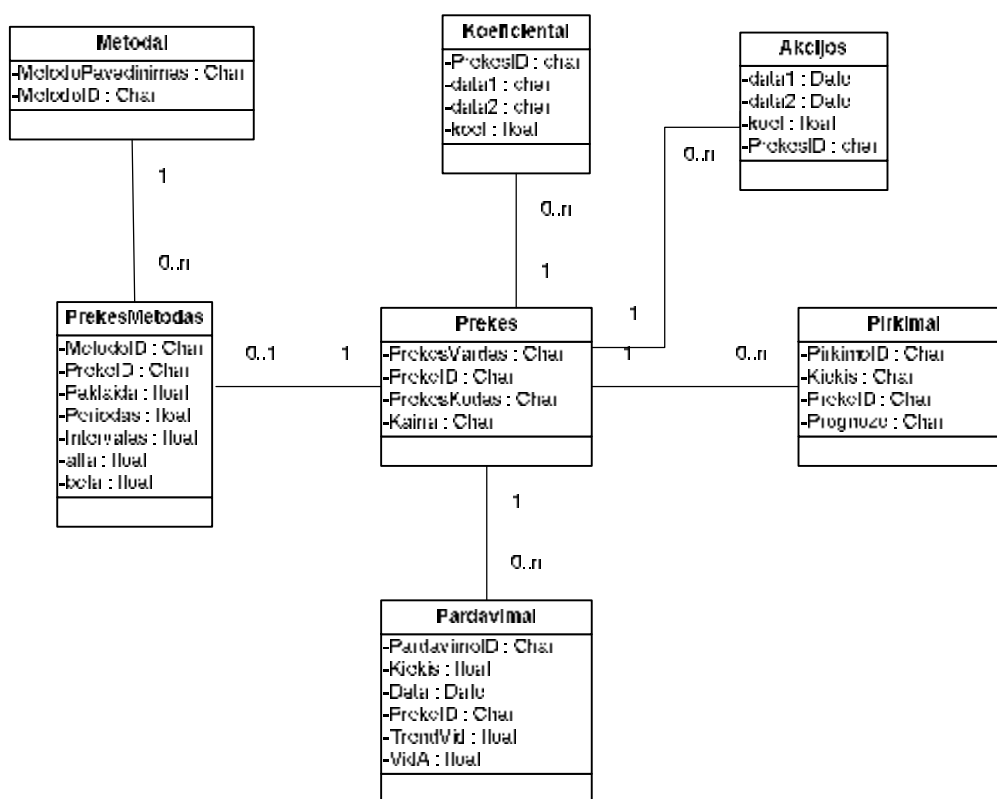 Metodai
-MetodoPavadinimas : Char
-MetodoID : Char
Koeficientai
-PrekesID : char
-data1 : char
-data2 : char
-koef : float
Akcijos
-data1 : Date
-data2 : Date
-koef : float
-PrekesID : char
1
0..n
0..n
1
0..n
1
PrekesMetodas
-MetodoID : Char
-PrekeID : Char
-Paklaida : float
-Periodas : float
-Intervalas : float
-alfa : float
-beta : float
0..1
1
Prekes
-PrekesVardas : Char
-PrekeID : Char
-PrekesKodas : Char
-Kaina : Char
1
0..n
Pirkimai
-PirkimoID : Char
-Kiekis : Char
-PrekeID : Char
-Prognoze : Char
1
0..n
Pardavimai
-PardavimoID : Char
-Kiekis : float
-Data : Date
-PrekeID : Char
-TrendVid : float
-VidA : float